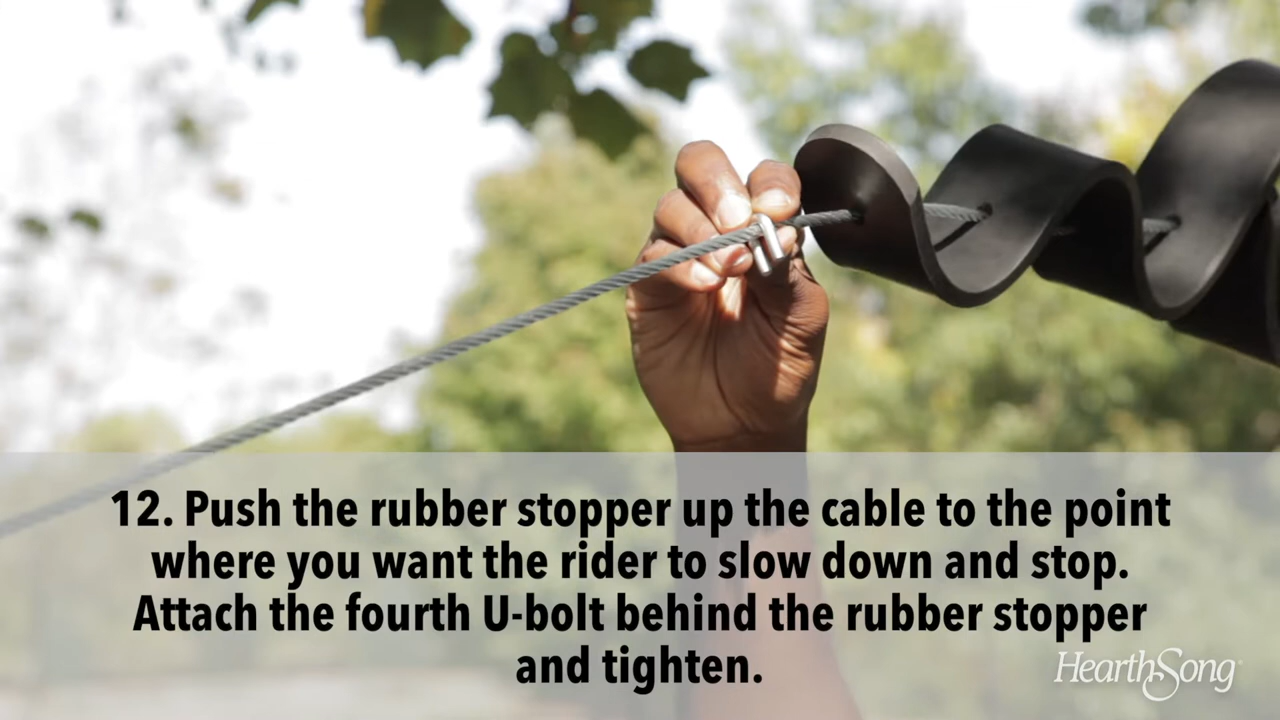 12. Push the rubber stopper up the cable to the point
where you want the rider to slow down and stop.
Attach the fourth U-bolt behind the rubber stopper
and tighten.
HearthSong